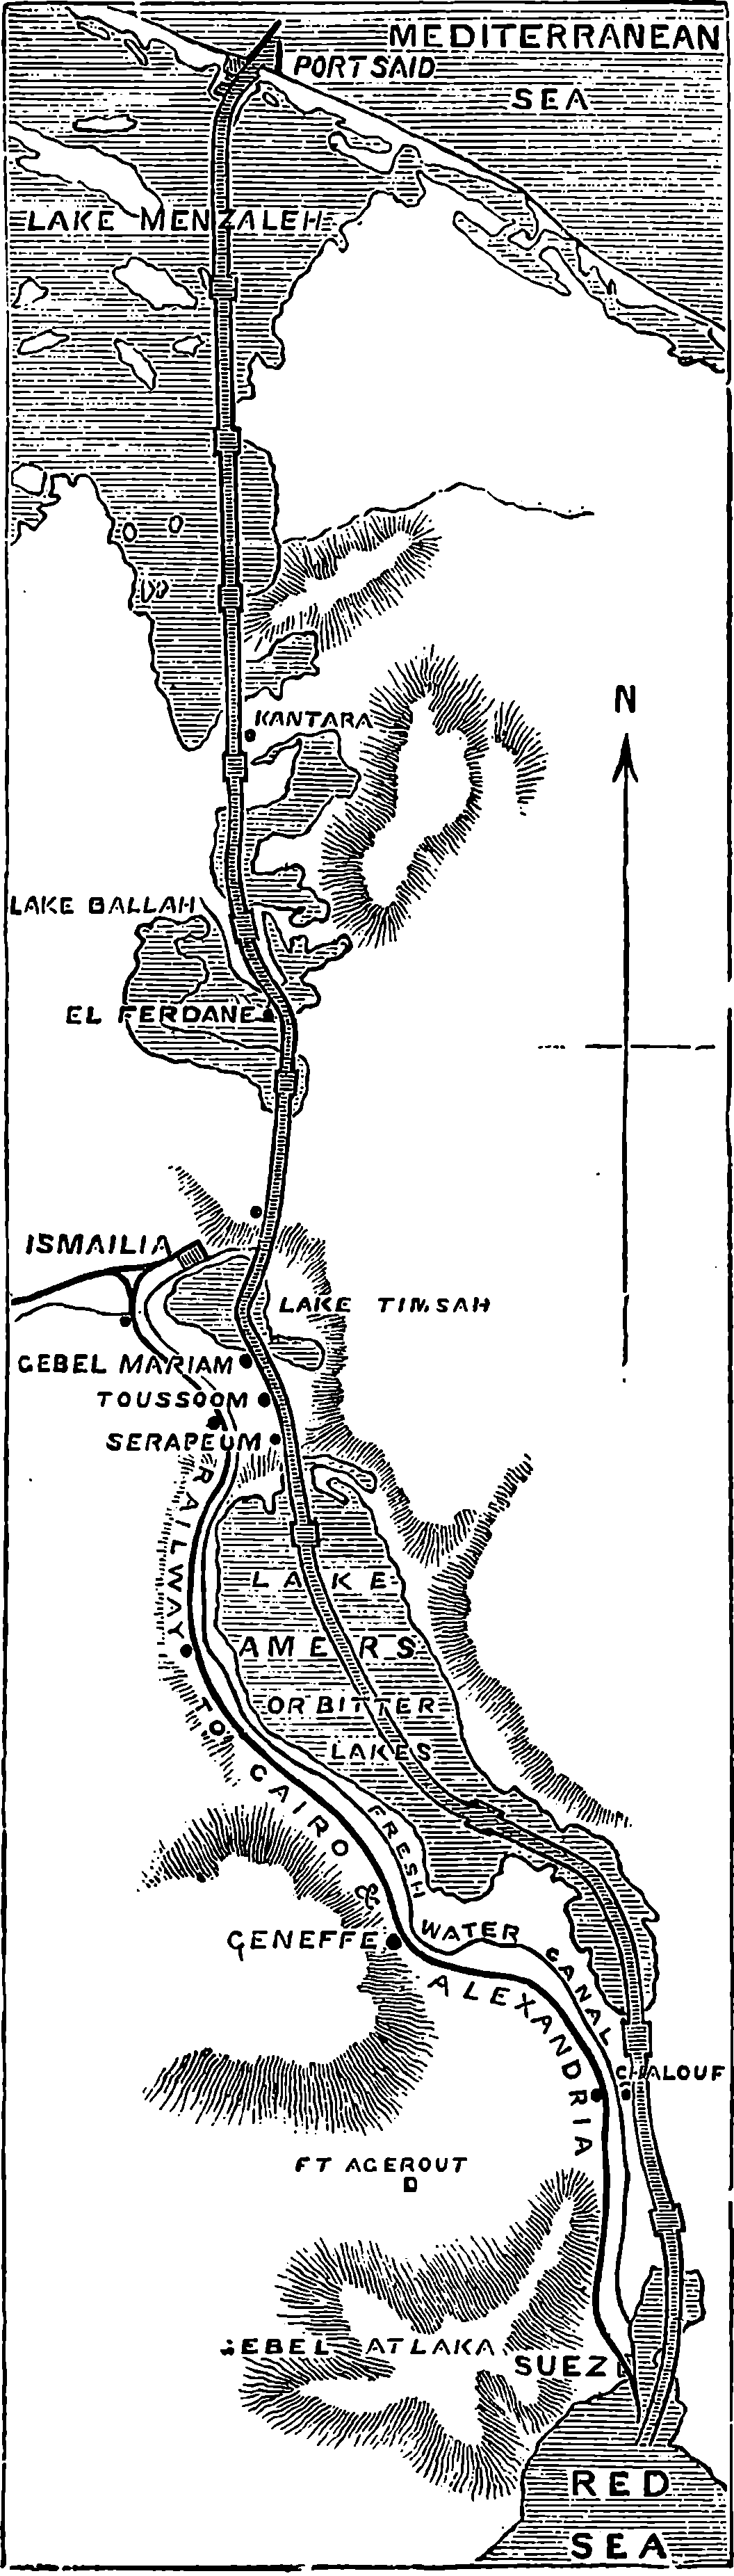 MEDITERRANEAN
SEA
PORT SAID
LAKE MENZALEH
N
KANTARA
LAKE BALLAH
EL FERDANE
ISMAILIA
LAKE TIMSAH
GEBEL MARIAM
TOUSSOOM
SERAPEUM
RAILWAY TO CAIRO & ALEXANDRIA
LAKE
AMERS
OR BITTER
LAKES
FRESH WATER CANAL
GENEFFE
CHALOUF
FT AGEROUT
GEBEL ATLAKA
SUEZ
RED
SEA